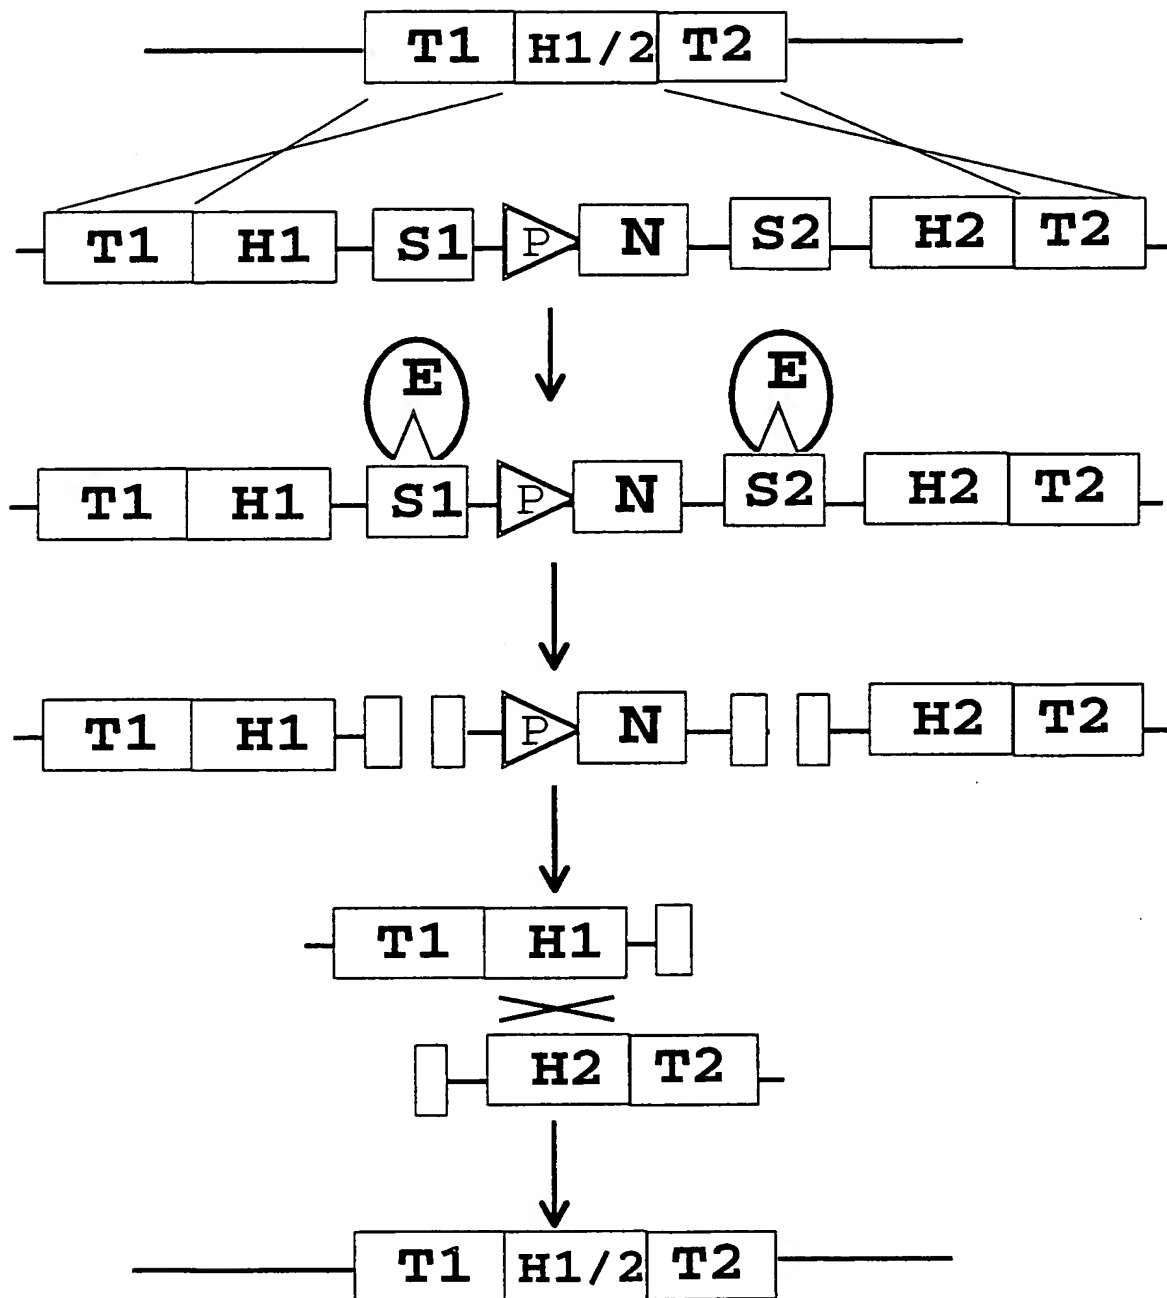 T1 H1/2 T2
T1 H1 S1 P N S2 H2 T2
E E
T1 H1 S1 P N S2 H2 T2
T1 H1 P N H2 T2
T1 H1
H2 T2
T1 H1/2 T2